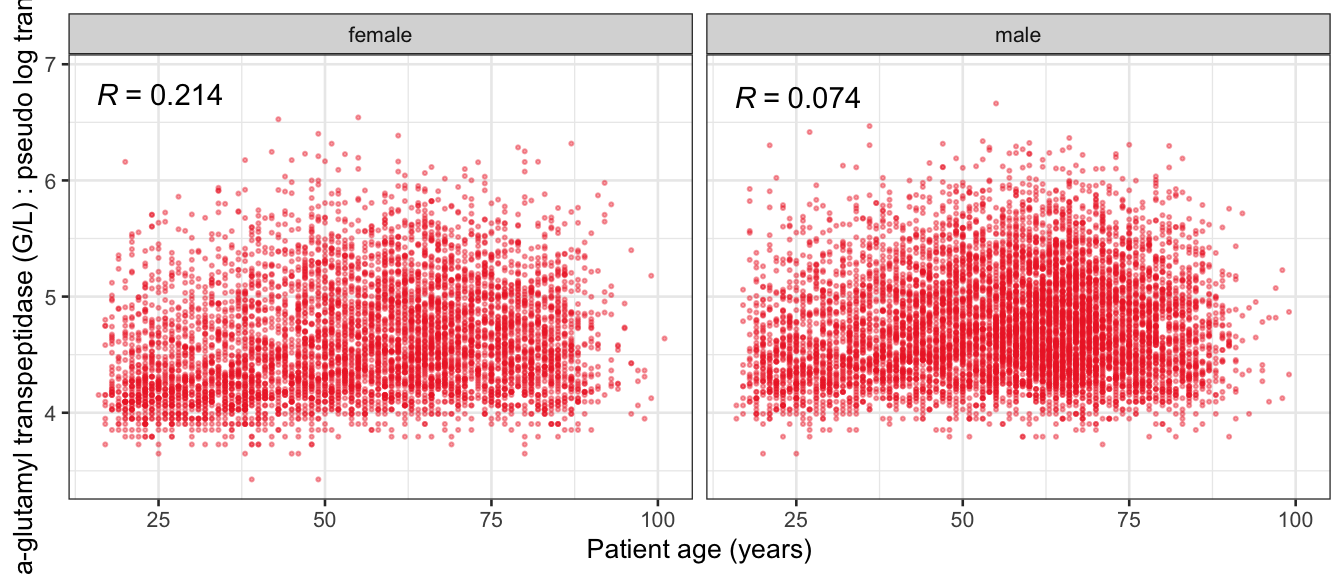 female
male
R = 0.214
R = 0.074
7
6
5
4
a-glutamyl transpeptidase (G/L) : pseudo log tran
25 50 75 100
25 50 75 100
Patient age (years)